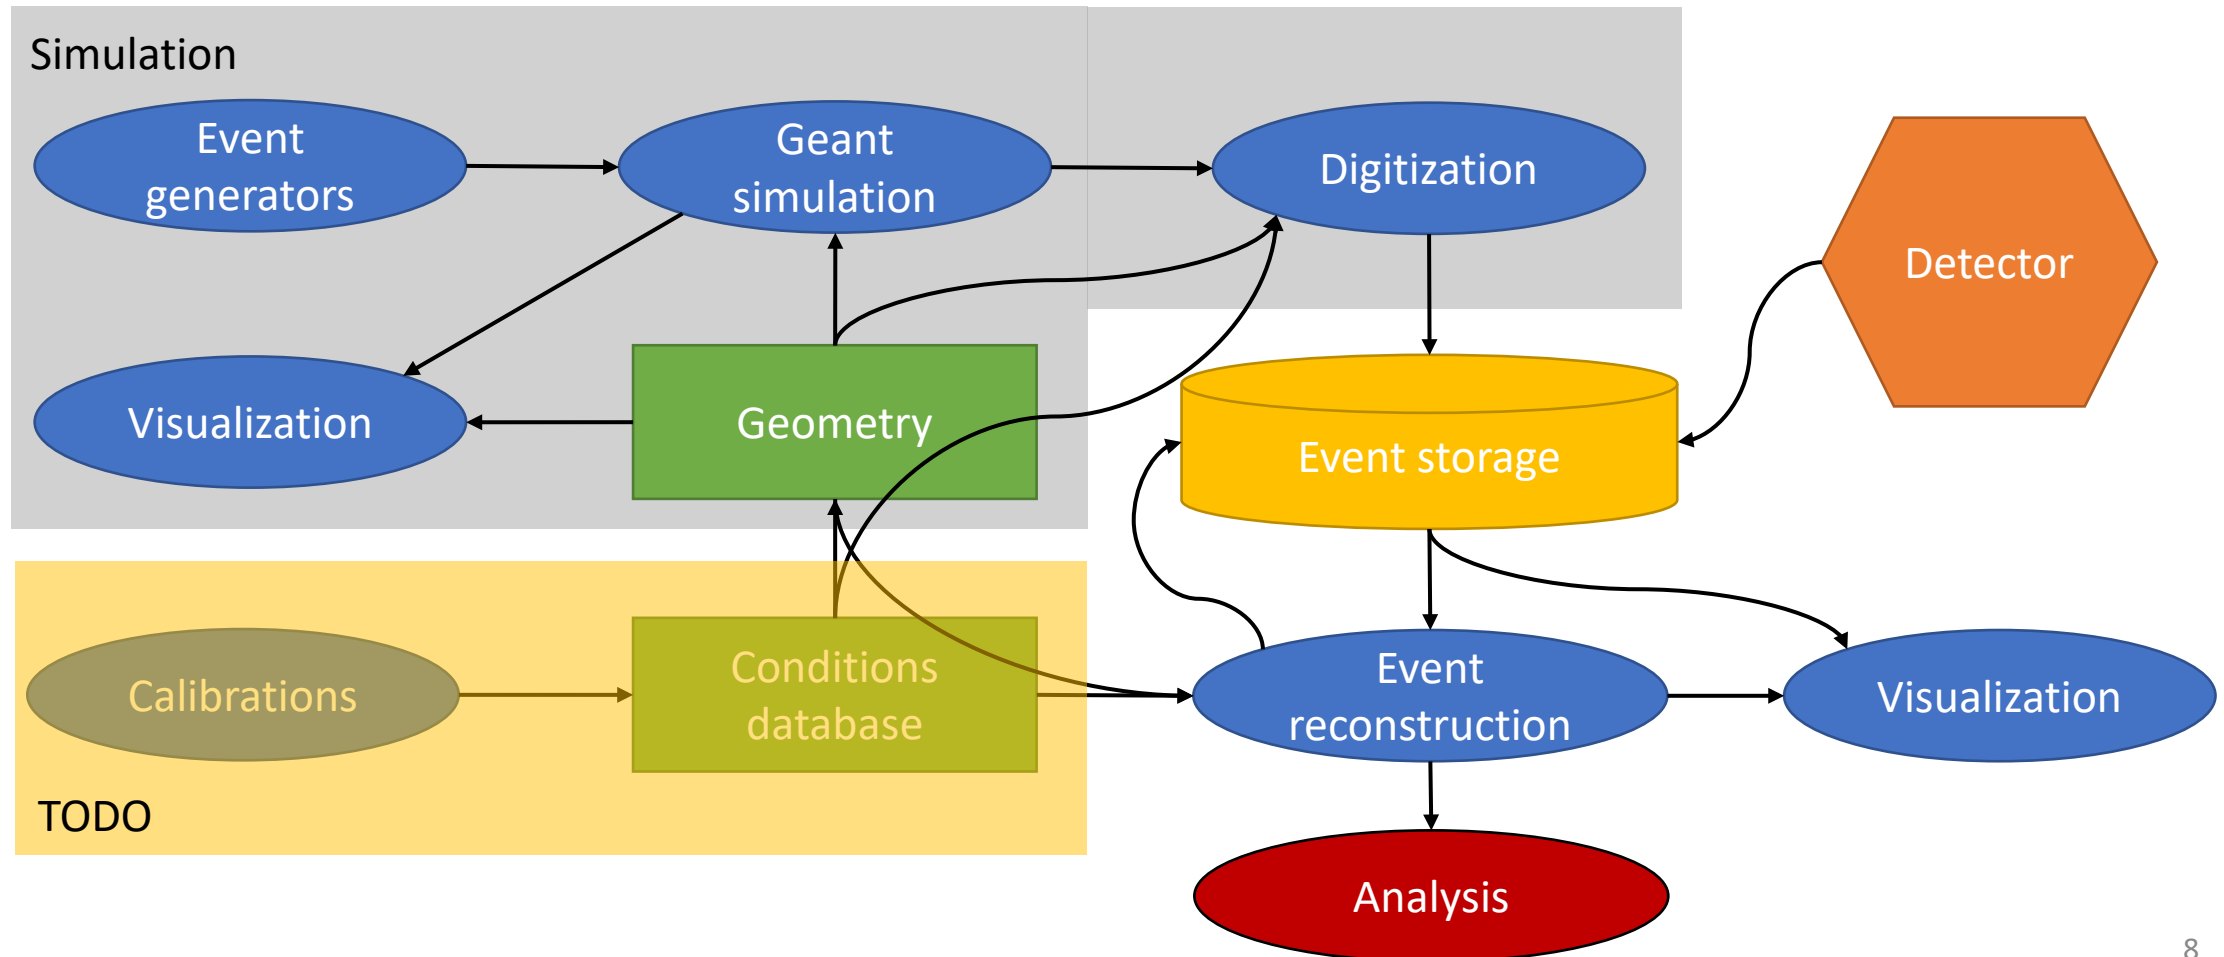 Simulation
Event
generators
Geant
simulation
Digitization
Detector
Visualization
Geometry
Event storage
Calibrations
Conditions
database
Event
reconstruction
Visualization
TODO
Analysis
8